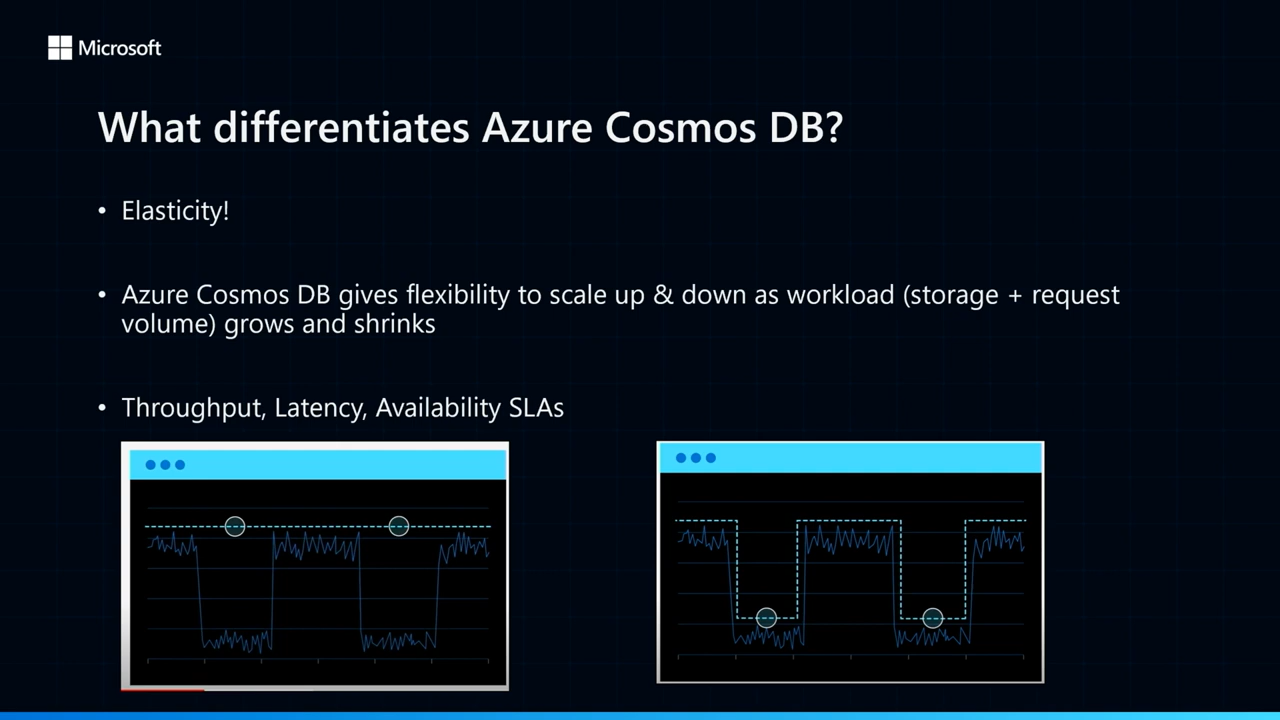 Microsoft
What differentiates Azure Cosmos DB?
• Elasticity!
• Azure Cosmos DB gives flexibility to scale up & down as workload (storage + request
volume) grows and shrinks
• Throughput, Latency, Availability SLAs